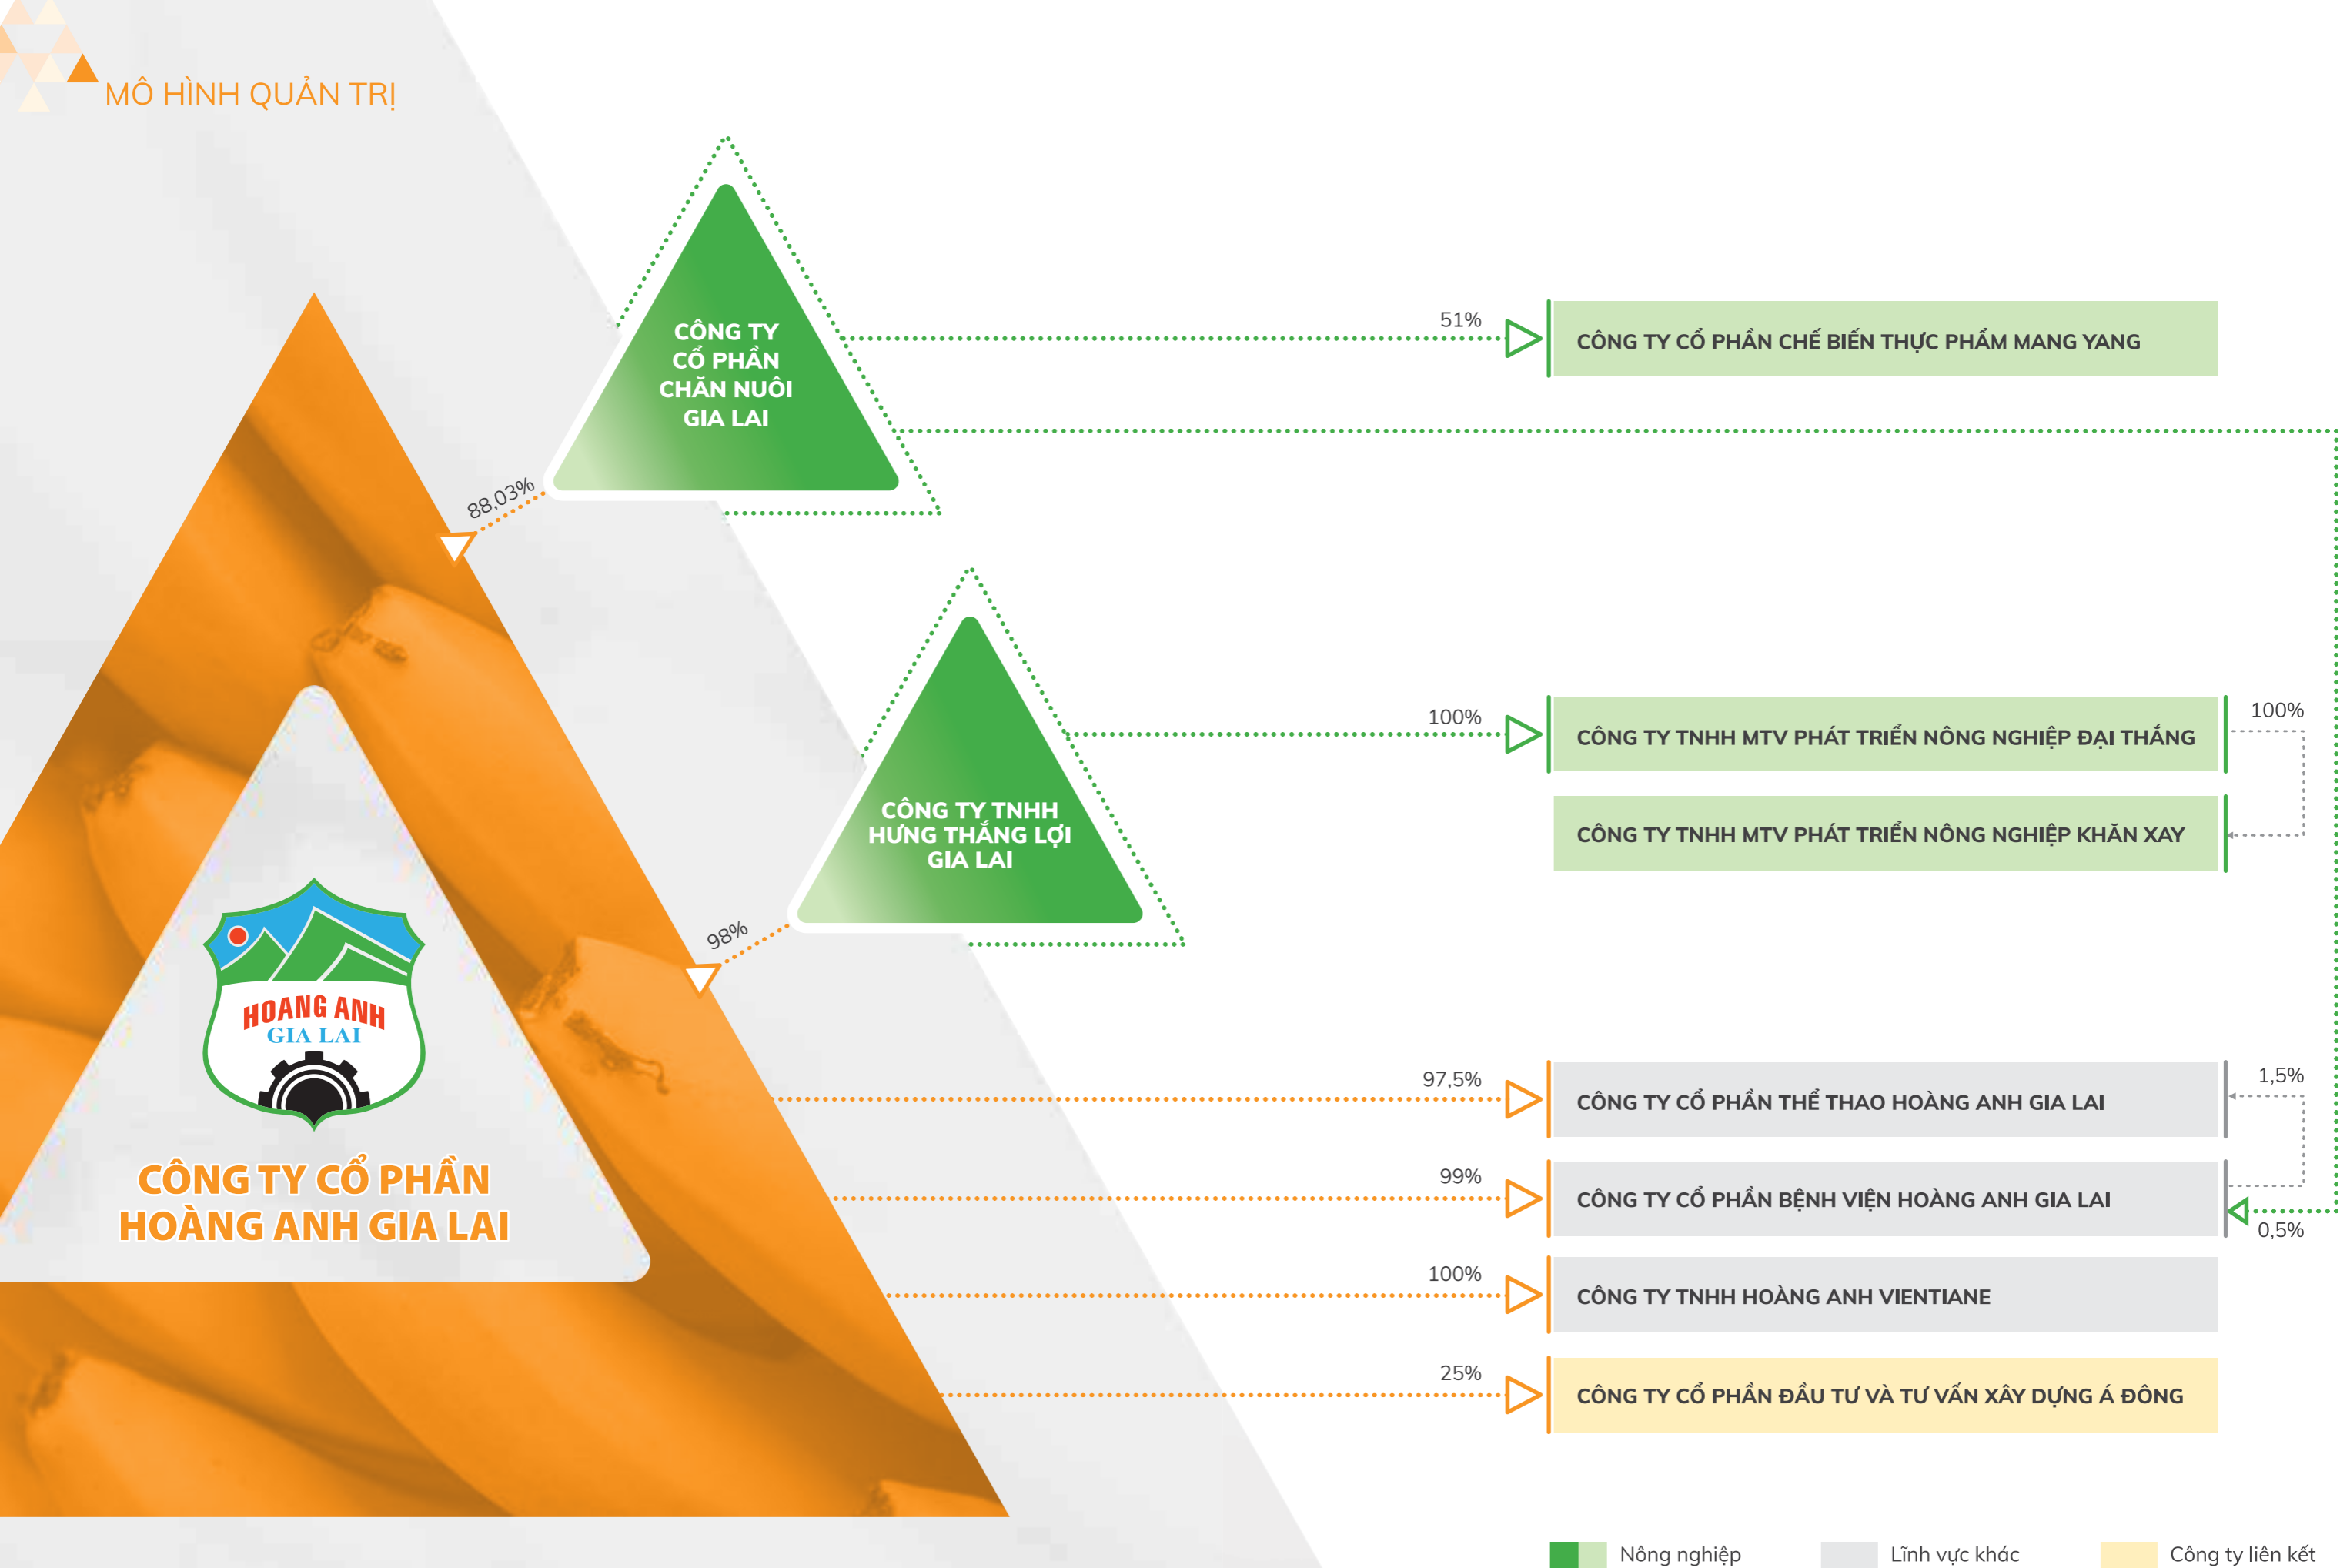 MÔ HÌNH QUẢN TRỊ
CÔNG TY
CỔ PHẦN
CHĂN NUÔI
GIA LAI
88,03%
51%
CÔNG TY CỔ PHẦN CHẾ BIẾN THỰC PHẨM MANG YANG
CÔNG TY TNHH
HƯNG THẮNG LỢI
GIA LAI
98%
100%
CÔNG TY TNHH MTV PHÁT TRIỂN NÔNG NGHIỆP ĐẠI THẮNG
100%
CÔNG TY TNHH MTV PHÁT TRIỂN NÔNG NGHIỆP KHĂN XAY
HOANG ANH
GIA LAI
CÔNG TY CỔ PHẦN
HOÀNG ANH GIA LAI
97,5%
CÔNG TY CỔ PHẦN THỂ THAO HOÀNG ANH GIA LAI
1,5%
99%
CÔNG TY CỔ PHẦN BỆNH VIỆN HOÀNG ANH GIA LAI
0,5%
100%
CÔNG TY TNHH HOÀNG ANH VIENTIANE
25%
CÔNG TY CỔ PHẦN ĐẦU TƯ VÀ TƯ VẤN XÂY DỰNG Á ĐÔNG
Nông nghiệp
Lĩnh vực khác
Công ty liên kết